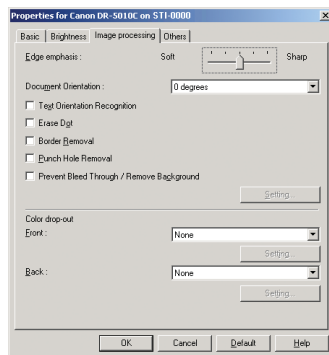 Properties for Canon DR-5010C on STI-0000
Basic Brightness Image processing Others
Edge emphasis : Soft Sharp
Document Orientation : 0 degrees
Text Orientation Recognition
Erase Dot
Border Removal
Punch Hole Removal
Prevent Bleed Through / Remove Background
Setting...
Color drop-out
Front : None
Setting...
Back : None
Setting...
OK Cancel Default Help